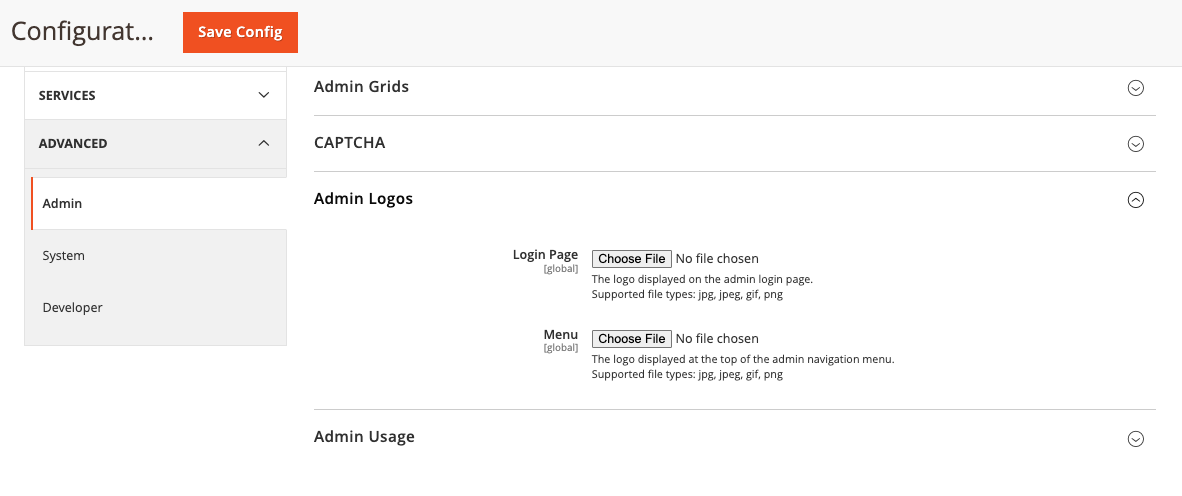 Configurat...
Save Config
SERVICES
ADVANCED
Admin
System
Developer
Admin Grids
CAPTCHA
Admin Logos
Login Page
[global]
Choose File No file chosen
The logo displayed on the admin login page.
Supported file types: jpg, jpeg, gif, png
Menu
[global]
Choose File No file chosen
The logo displayed at the top of the admin navigation menu.
Supported file types: jpg, jpeg, gif, png
Admin Usage